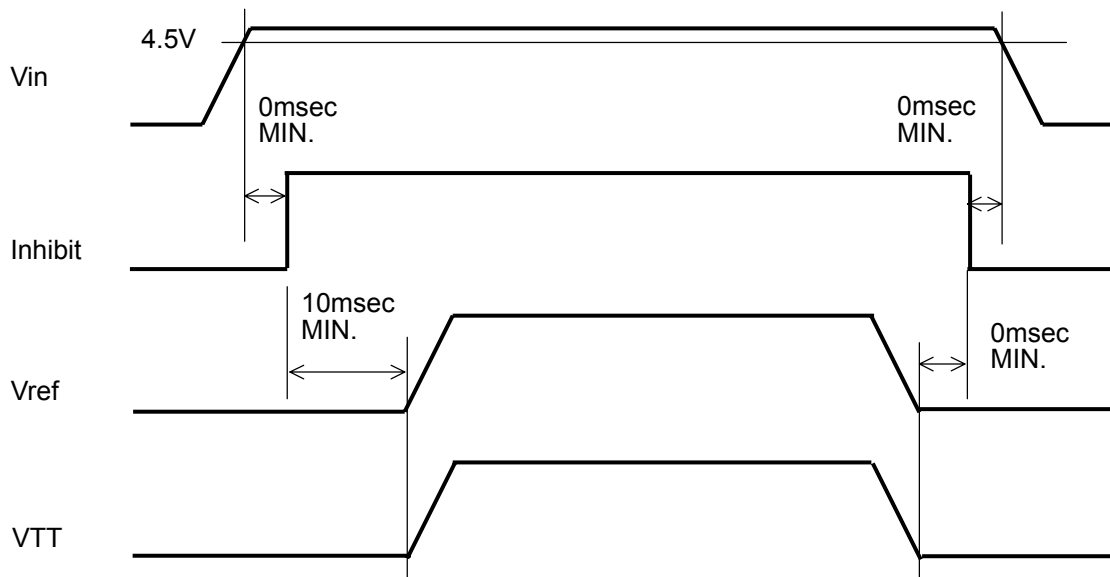 4.5V
Vin
0msec
MIN.
0msec
MIN.
Inhibit
10msec
MIN.
0msec
MIN.
Vref
VTT